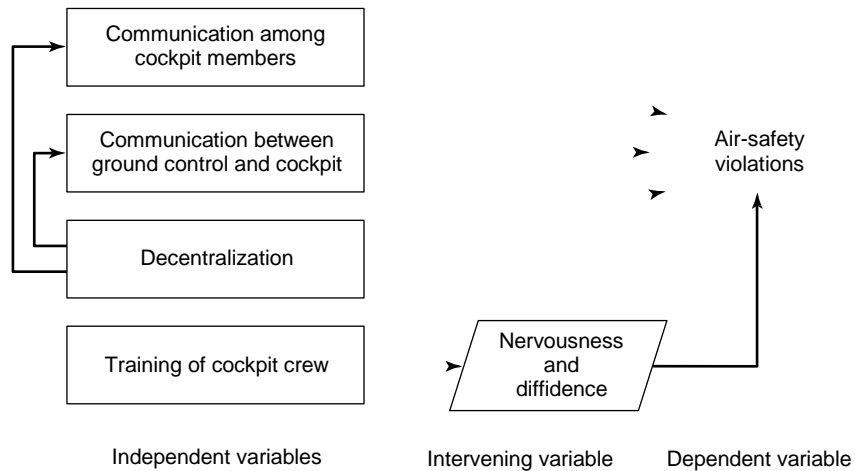 Communication among
cockpit members
Communication between
ground control and cockpit
Air-safety
violations
Decentralization
Training of cockpit crew
Nervousness
and
diffidence
Independent variables
Intervening variable
Dependent variable